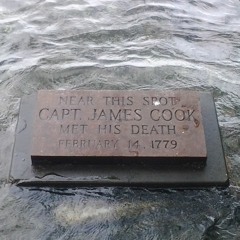 NEAR THIS SPOT
CAPT. JAMES COOK
MET HIS DEATH
FEBRUARY 14, 1779